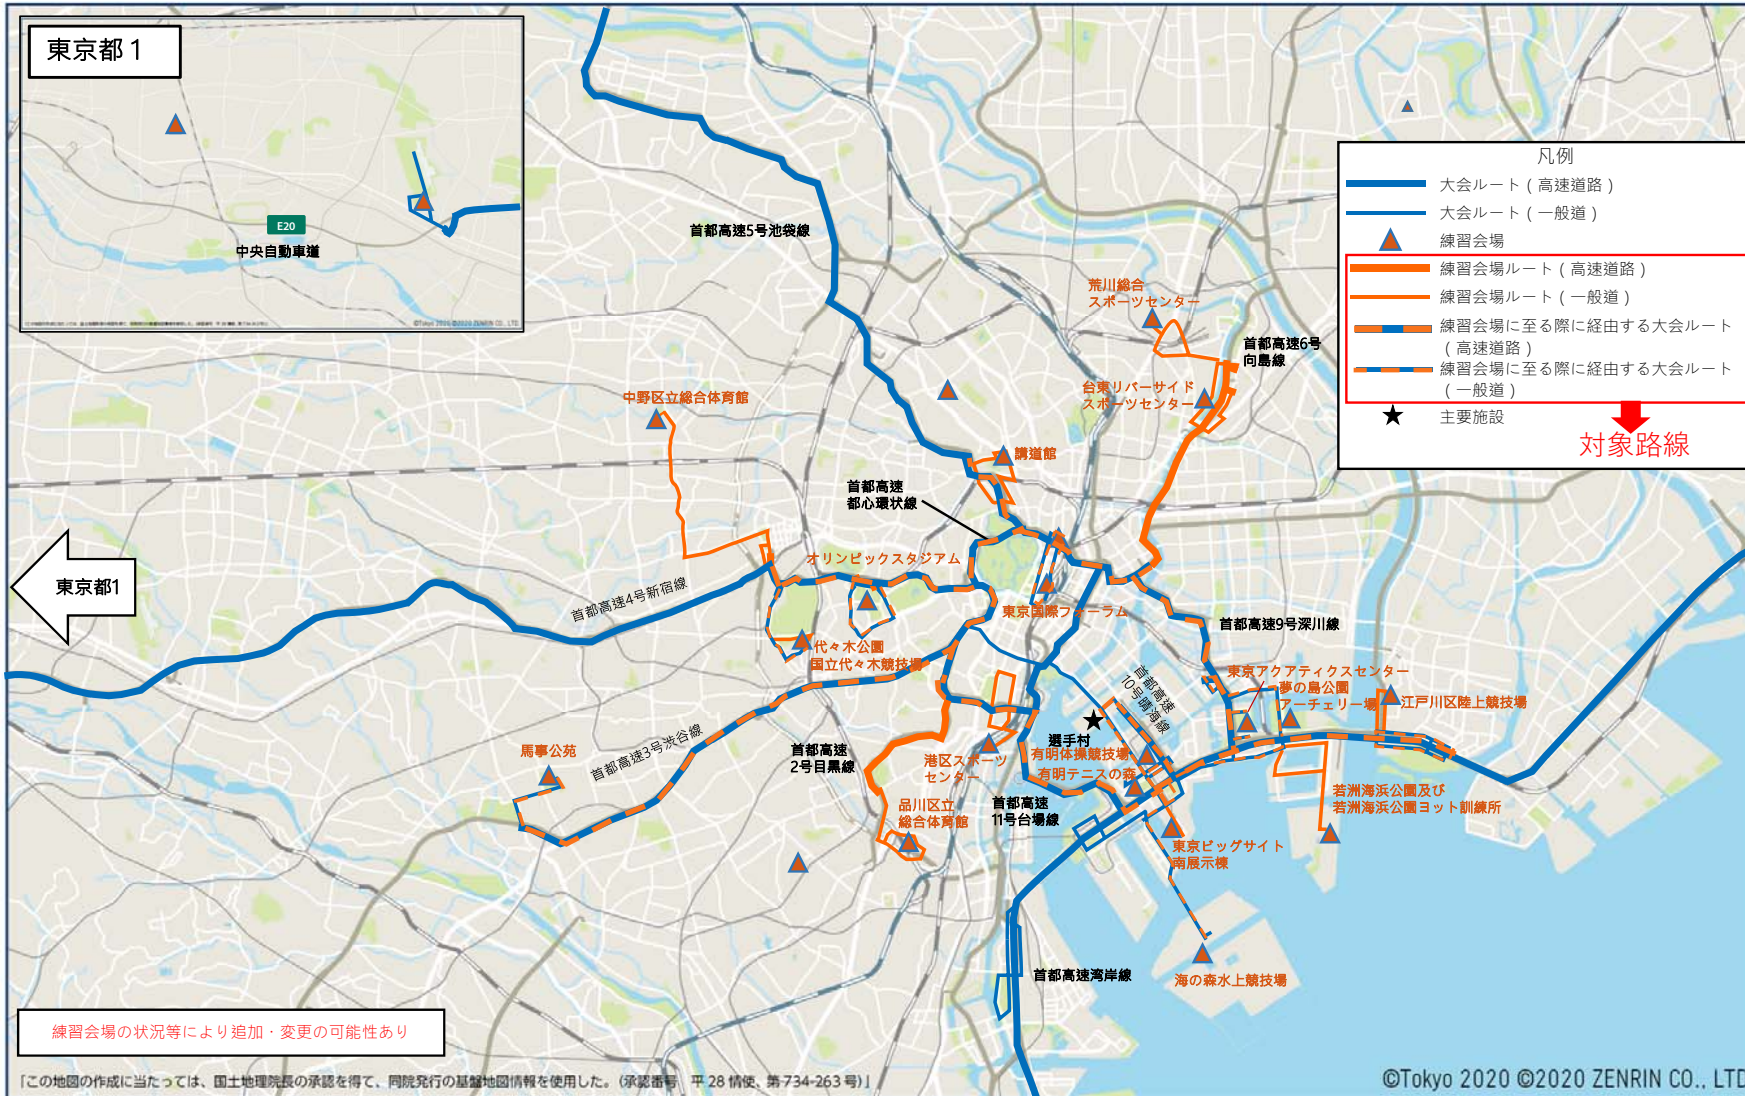 東京都1
E20
中央自動車道
©Tokyo 2020 ©2020 ZENRIN CO., LTD
凡例
大会ルート(高速道路)
大会ルート(一般道)
練習会場
練習会場ルート(高速道路)
練習会場ルート(一般道)
練習会場に至る際に経由する大会ルート
(高速道路)
練習会場に至る際に経由する大会ルート
(一般道)
主要施設
対象路線
首都高速5号池袋線
荒川総合
スポーツセンター
首都高速6号
向島線
台東リバーサイド
スポーツセンター
中野区立総合体育館
講道館
首都高速
都心環状線
オリンピックスタジアム
東京都1
首都高速4号新宿線
東京国際フォーラム
首都高速9号深川線
代々木公園
国立代々木競技場
首都高速
10号晴海線
東京アクアティクスセンター
夢の島公園
アーチェリー場
江戸川区陸上競技場
首都高速3号渋谷線
馬事公苑
首都高速
2号目黒線
港区スポーツ
センター
選手村
有明体操競技場
有明テニスの森
首都高速
11号台場線
品川区立
総合体育館
若洲海浜公園及び
若洲海浜公園ヨット訓練所
東京ビッグサイト
南展示棟
首都高速湾岸線
海の森水上競技場
練習会場の状況等により追加・変更の可能性あり
「この地図の作成に当たっては、国土地理院長の承認を得て、同院発行の基盤地図情報を使用した。(承認番号 平 28 情使、第 734-263 号)」
©Tokyo 2020 ©2020 ZENRIN CO., LTD